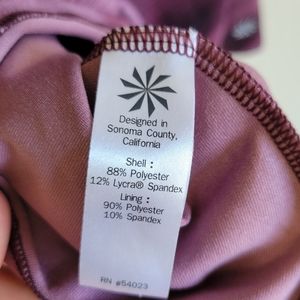 Designed in
Sonoma County,
California
Shell :
88% Polyester
12% Lycra® Spandex
Lining :
90% Polyester
10% Spandex
RN #54023